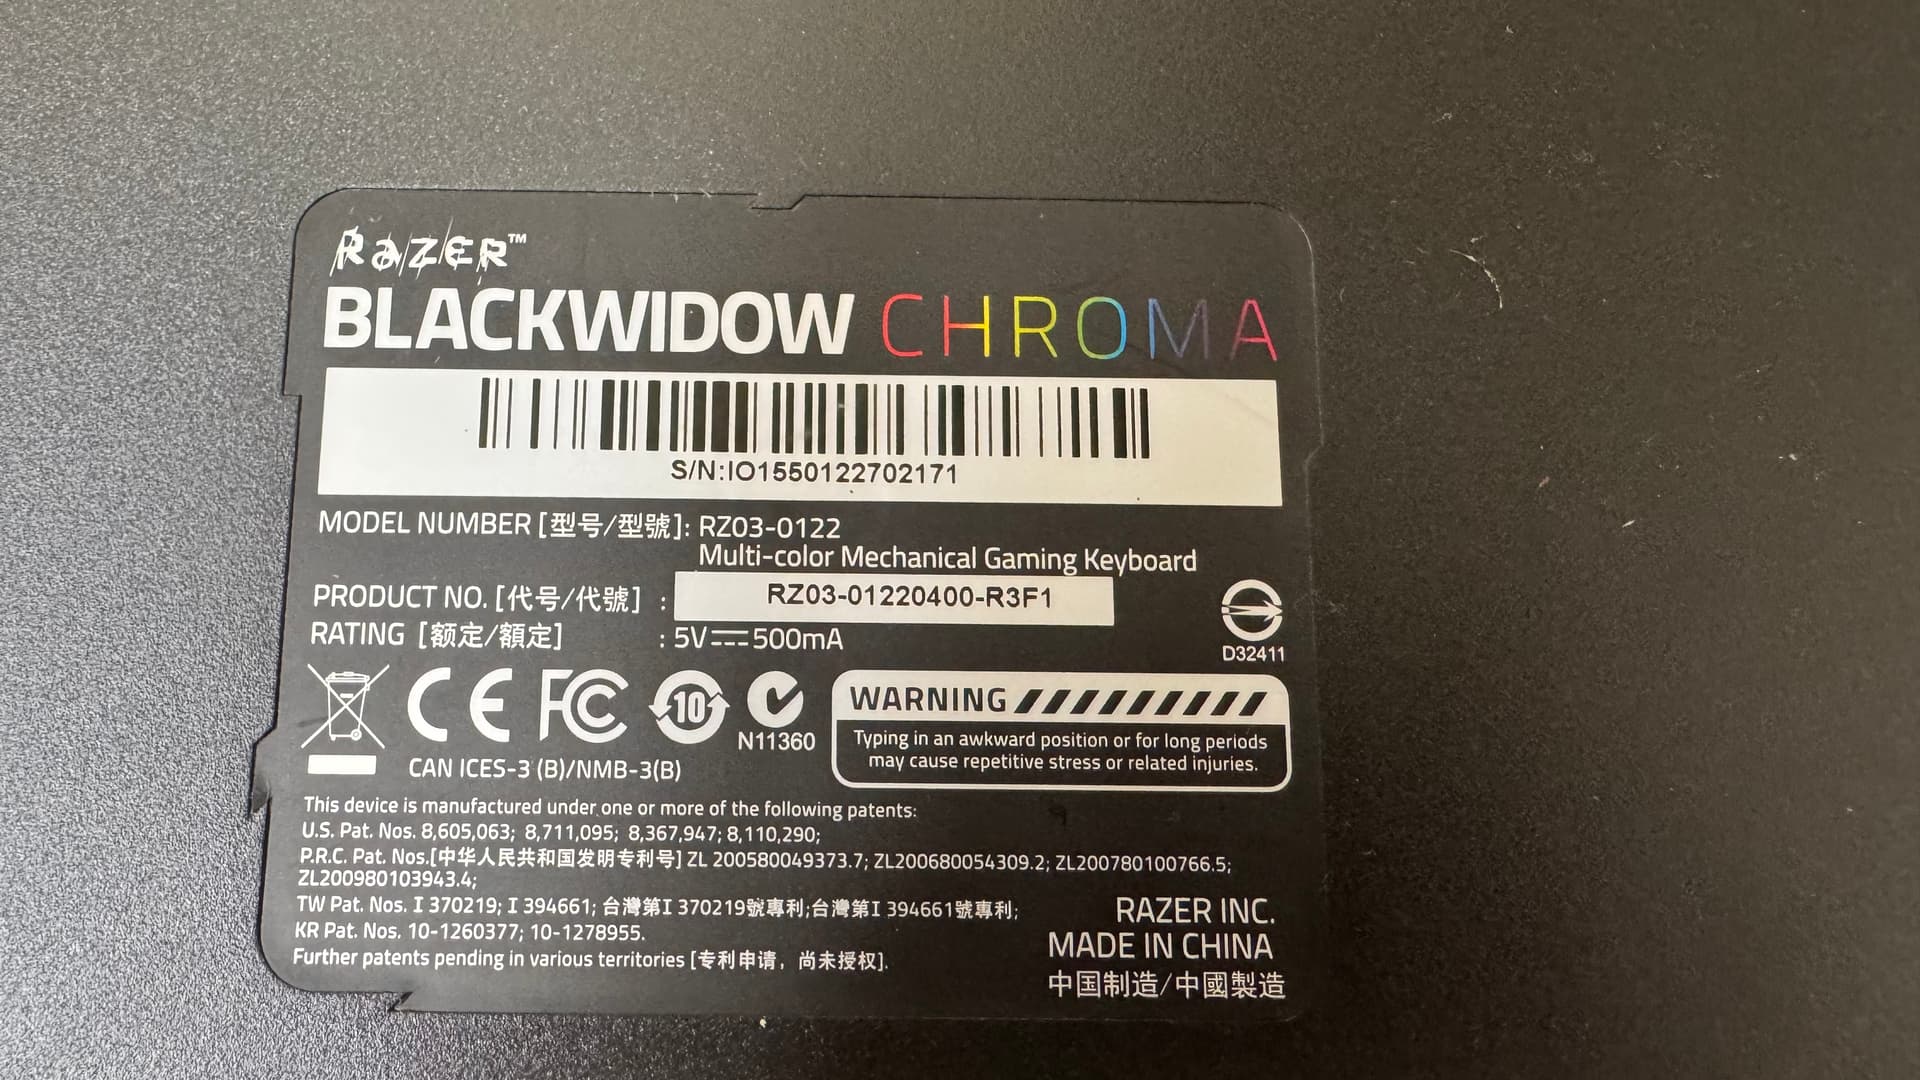 RAZER™
BLACKWIDOW CHROMA
S/N:IO1550122702171
MODEL NUMBER [型号/型號]: RZ03-0122
Multi-color Mechanical Gaming Keyboard
PRODUCT NO. [代号/代號] : RZ03-01220400-R3F1
RATING [额定/額定] : 5V⎓500mA
D32411
CE FC 10
N11360
CAN ICES-3 (B)/NMB-3(B)
WARNING
Typing in an awkward position or for long periods
may cause repetitive stress or related injuries.
This device is manufactured under one or more of the following patents:
U.S. Pat. Nos. 8,605,063; 8,711,095; 8,367,947; 8,110,290;
P.R.C. Pat. Nos.[中华人民共和国发明专利号] ZL 200580049373.7; ZL200680054309.2; ZL200780100766.5;
ZL200980103943.4;
TW Pat. Nos. I 370219; I 394661; 台灣第I 370219號專利;台灣第I 394661號專利;
KR Pat. Nos. 10-1260377; 10-1278955.
Further patents pending in various territories [专利申请，尚未授权].
RAZER INC.
MADE IN CHINA
中国制造/中國製造